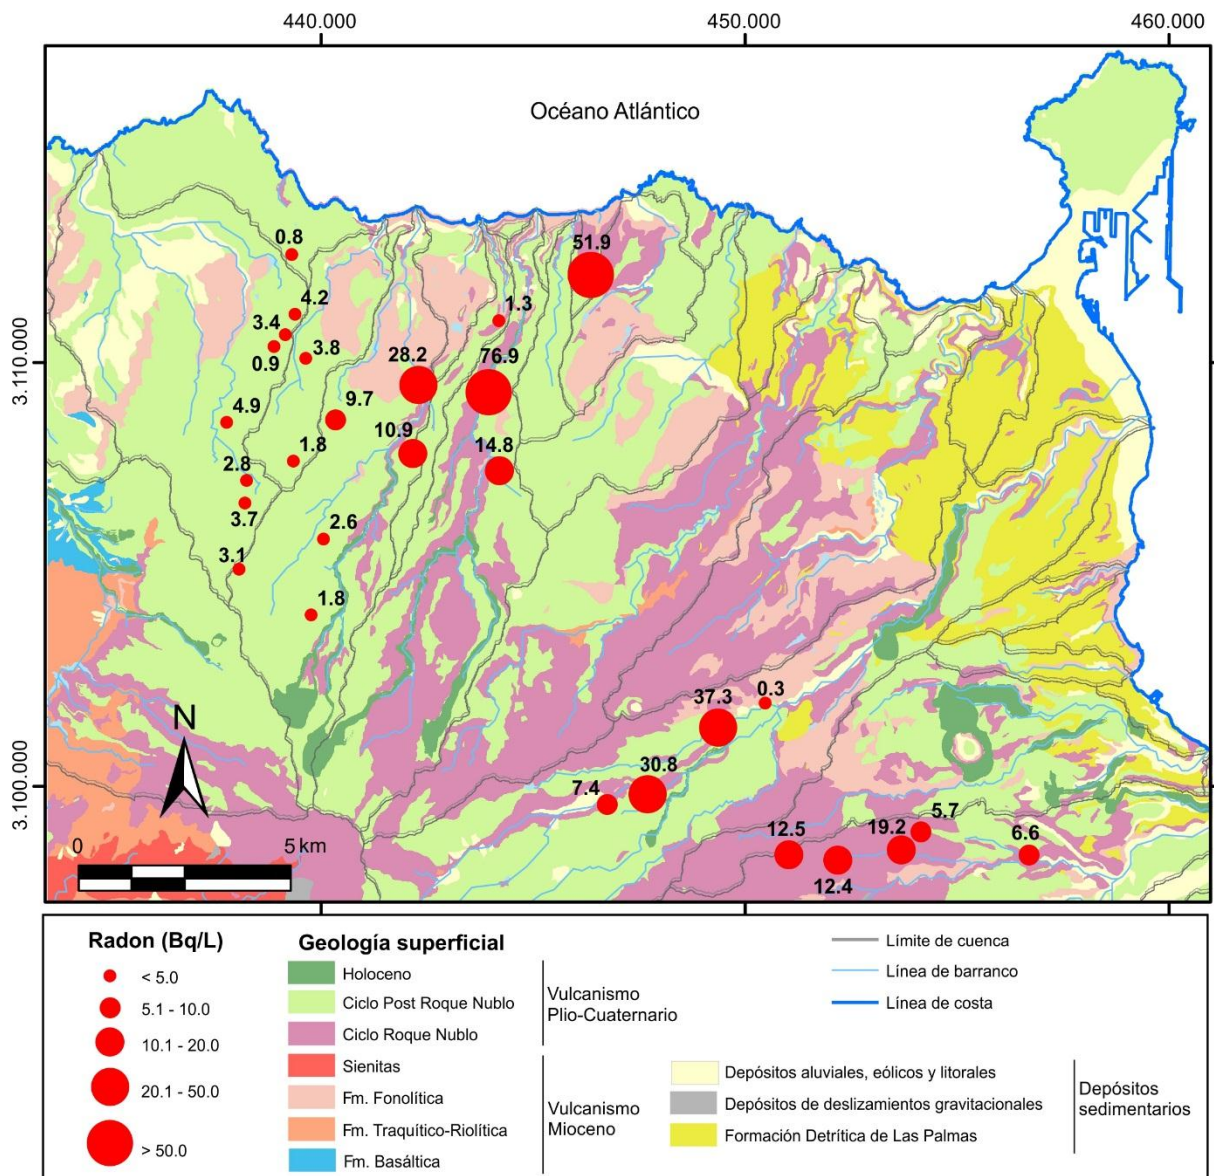 440.000
450.000
460.000
Océano Atlántico
0.8
51.9
4.2
1.3
3.4
3.110.000
0.9
3.8
28.2
76.9
4.9
9.7
10.9
1.8
14.8
2.8
3.7
2.6
3.1
1.8
37.3
0.3
N
30.8
7.4
3.100.000
5.7
12.5
19.2
6.6
12.4
0
5 km
Radon (Bq/L)
< 5.0
5.1 - 10.0
10.1 - 20.0
20.1 - 50.0
> 50.0
Geología superficial
Holoceno
Ciclo Post Roque Nublo
Ciclo Roque Nublo
Vulcanismo
Plio-Cuaternario
Sienitas
Fm. Fonolítica
Fm. Traquítico-Riolítica
Fm. Basáltica
Vulcanismo
Mioceno
Límite de cuenca
Línea de barranco
Línea de costa
Depósitos aluviales, eólicos y litorales
Depósitos de deslizamientos gravitacionales
Formación Detrítica de Las Palmas
Depósitos
sedimentarios